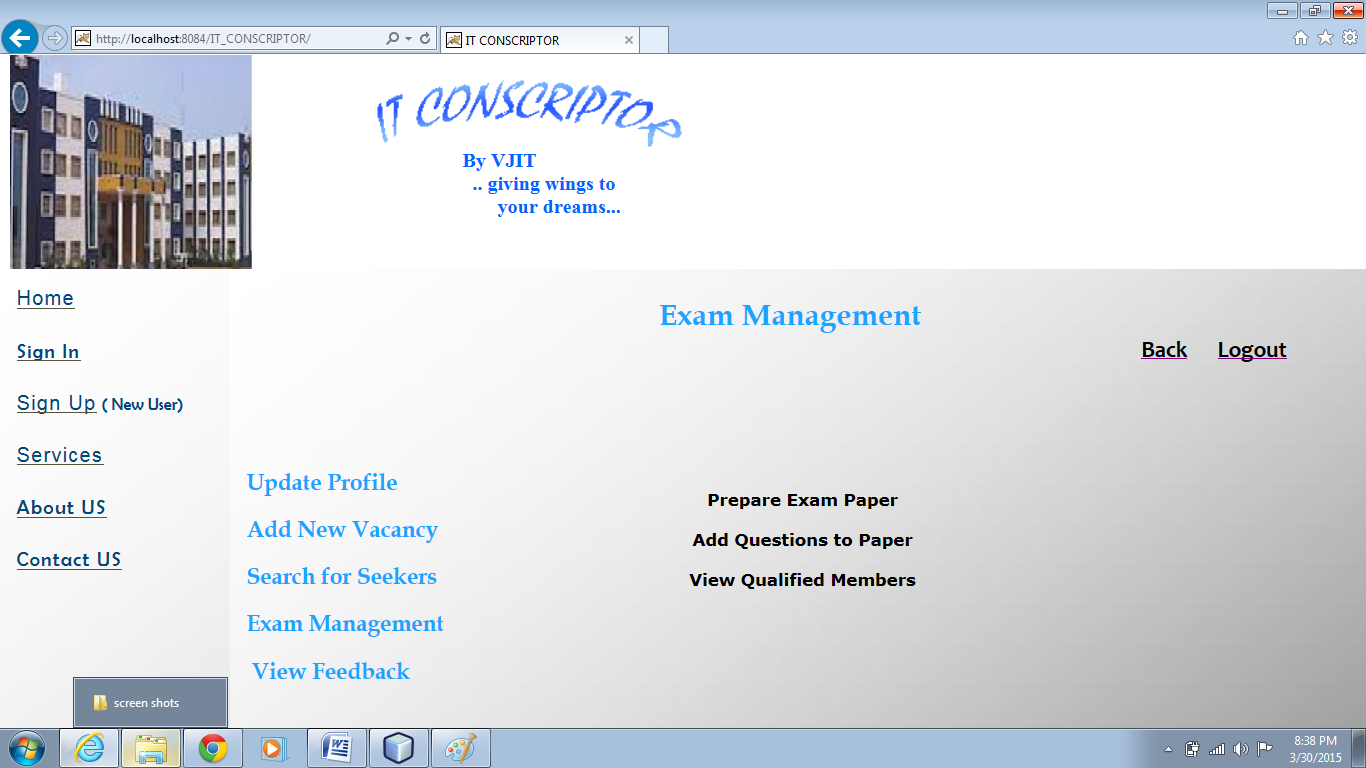 http://localhost:8084/IT_CONSCRIPTOR/
IT CONSCRIPTOR
IT CONSCRIPTOR
By VJIT
.. giving wings to
your dreams...
Home
Sign In
Sign Up ( New User)
Services
About US
Contact US
Exam Management
Back Logout
Update Profile
Add New Vacancy
Search for Seekers
Exam Management
View Feedback
Prepare Exam Paper
Add Questions to Paper
View Qualified Members
screen shots
8:38 PM
3/30/2015